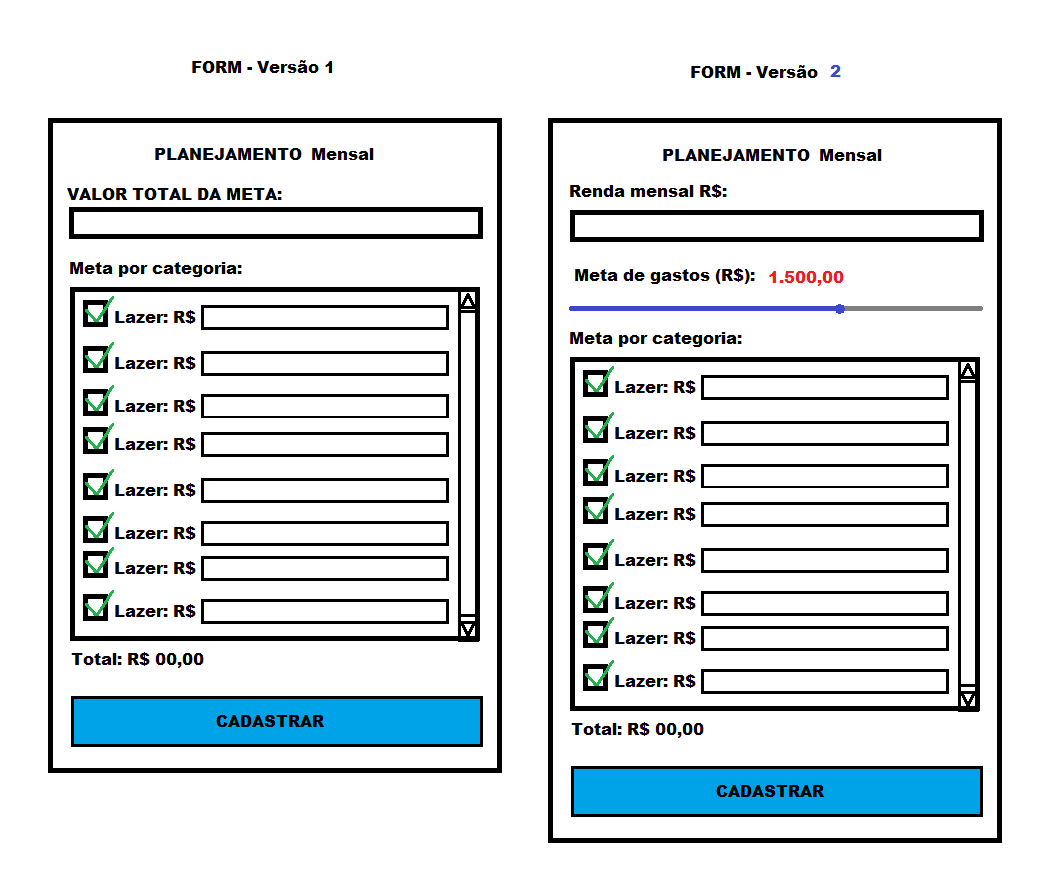 FORM - Versão 1
PLANEJAMENTO Mensal
VALOR TOTAL DA META:
Meta por categoria:
Lazer: R$
Lazer: R$
Lazer: R$
Lazer: R$
Lazer: R$
Lazer: R$
Lazer: R$
Lazer: R$
Total: R$ 00,00
CADASTRAR
FORM - Versão 2
PLANEJAMENTO Mensal
Renda mensal R$:
Meta de gastos (R$): 1.500,00
Meta por categoria:
Lazer: R$
Lazer: R$
Lazer: R$
Lazer: R$
Lazer: R$
Lazer: R$
Lazer: R$
Lazer: R$
Total: R$ 00,00
CADASTRAR